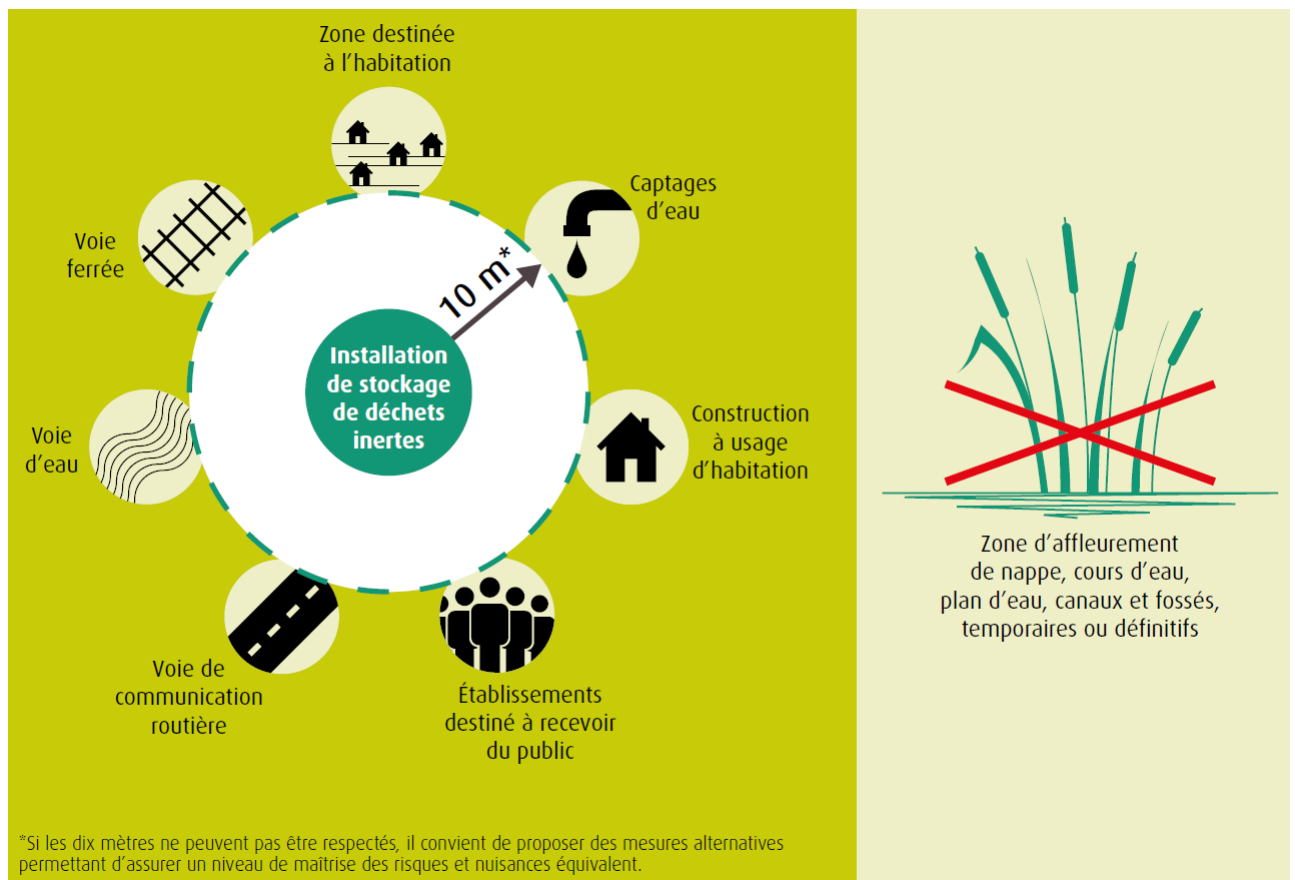 Zone destinée
à l'habitation
Captages
d'eau
Voie
ferrée
10 m*
Installation
de stockage
de déchets
inertes
Voie
d'eau
Construction
à usage
d'habitation
Voie de
communication
routière
Établissements
destiné à recevoir
du public
*Si les dix mètres ne peuvent pas être respectés, il convient de proposer des mesures alternatives
permettant d'assurer un niveau de maîtrise des risques et nuisances équivalent.
Zone d'affleurement
de nappe, cours d'eau,
plan d'eau, canaux et fossés,
temporaires ou définitifs